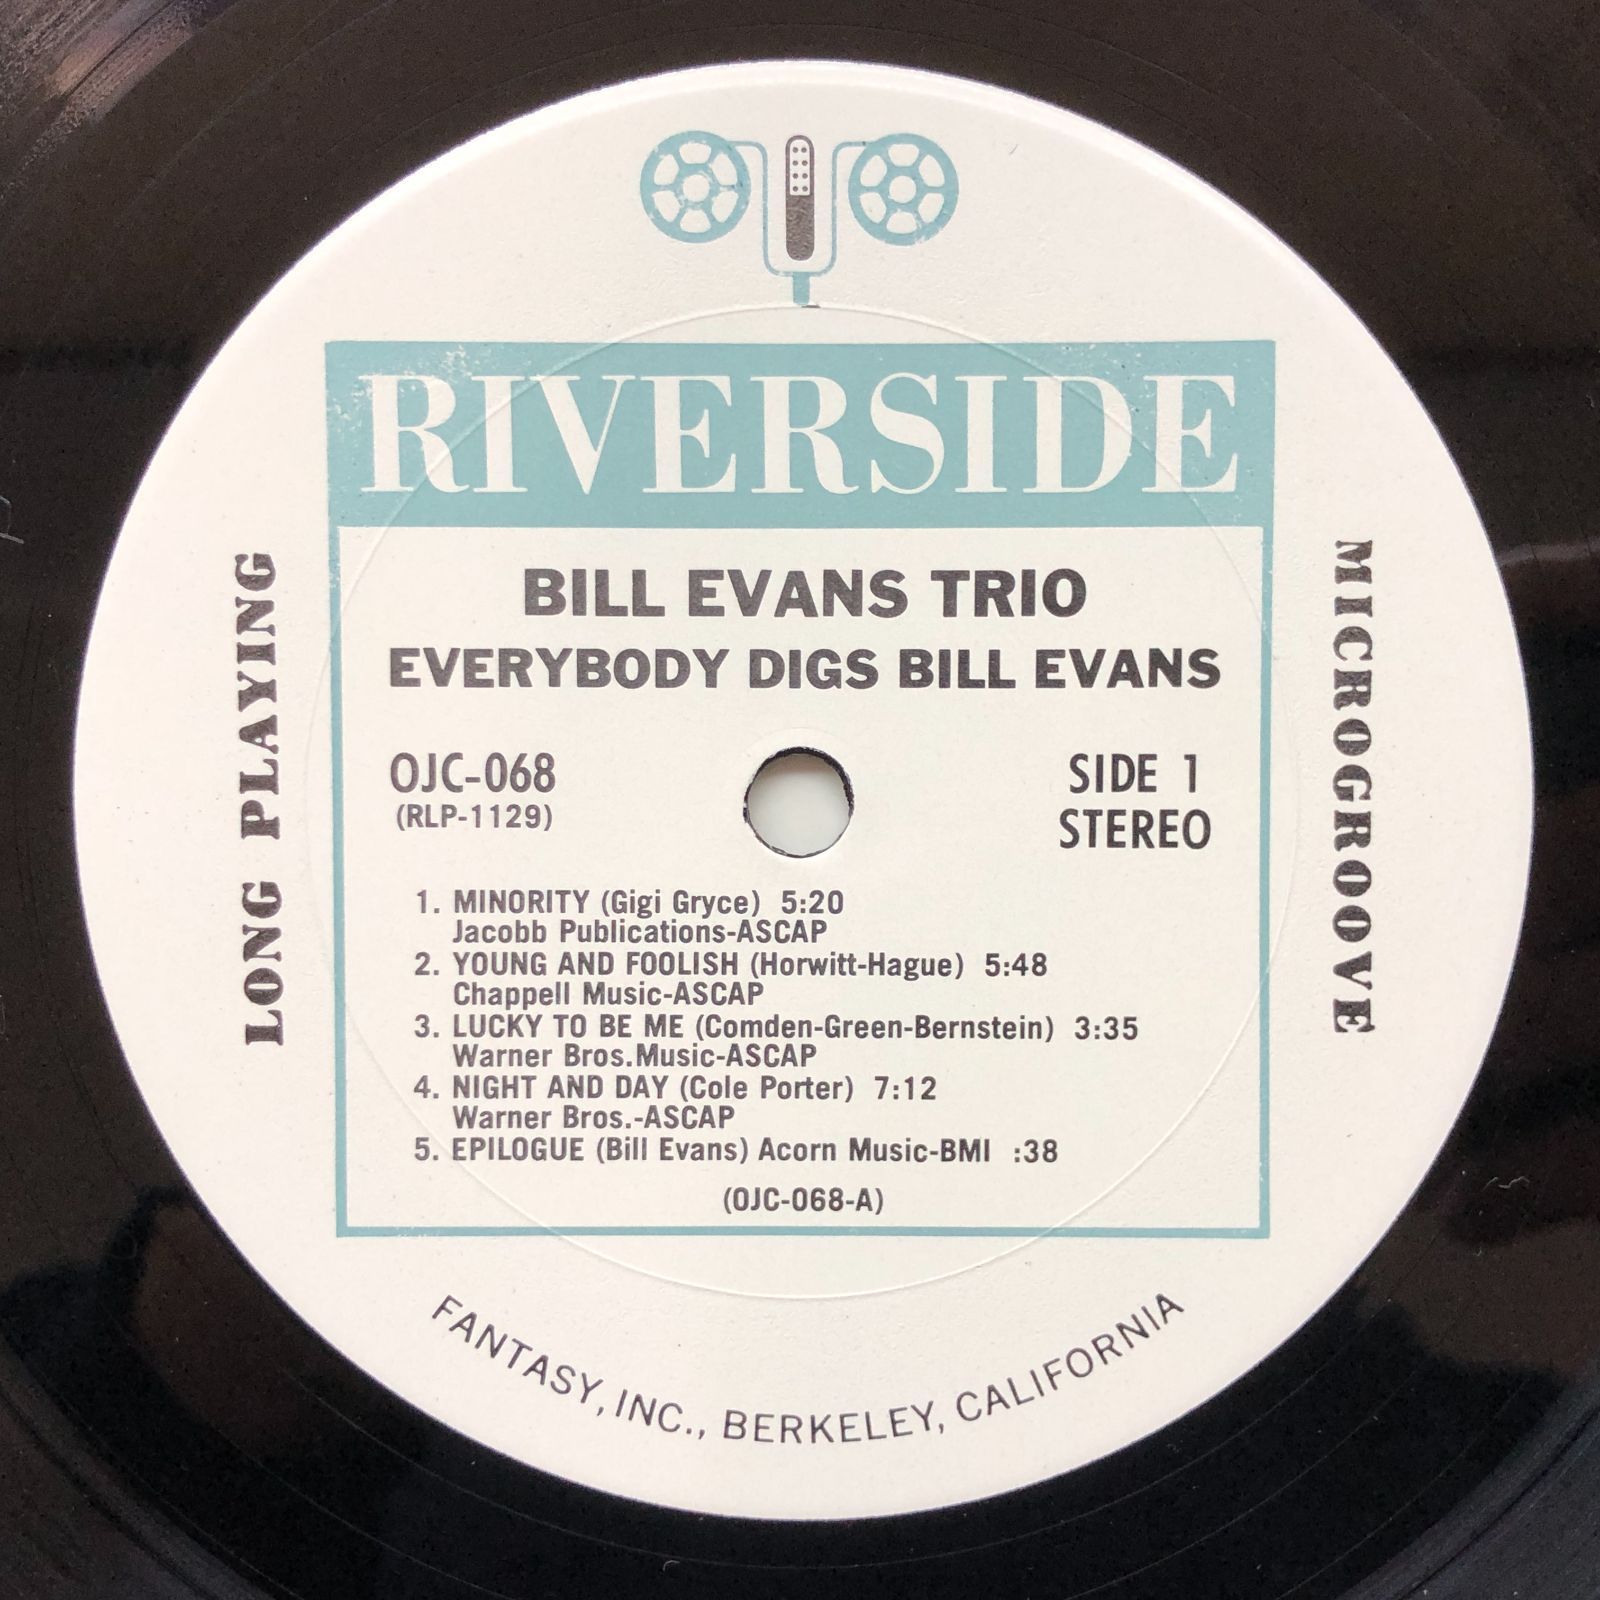 RIVERSIDE
LONG PLAYING
MICROGROOVE
BILL EVANS TRIO
EVERYBODY DIGS BILL EVANS
OJC-068
(RLP-1129)
SIDE 1
STEREO
1. MINORITY (Gigi Gryce) 5:20
Jacobb Publications-ASCAP
2. YOUNG AND FOOLISH (Horwitt-Hague) 5:48
Chappell Music-ASCAP
3. LUCKY TO BE ME (Comden-Green-Bernstein) 3:35
Warner Bros.Music-ASCAP
4. NIGHT AND DAY (Cole Porter) 7:12
Warner Bros.-ASCAP
5. EPILOGUE (Bill Evans) Acorn Music-BMI :38
(OJC-068-A)
FANTASY, INC., BERKELEY, CALIFORNIA